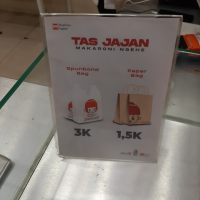 TAS JAJAN
MAKARONI NGEHE
Spunbond
Bag
Paper
Bag
3K
1,5K